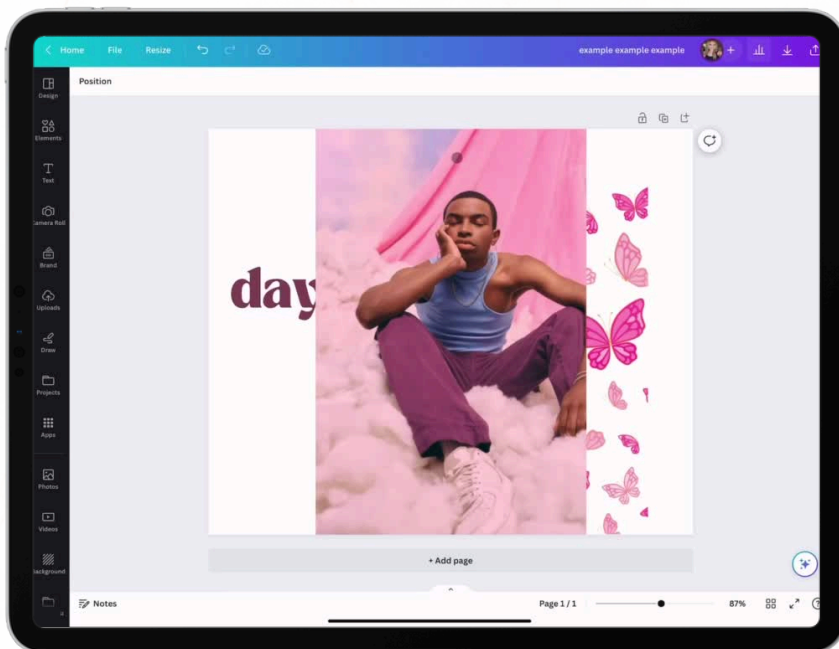 Home File Resize example example example
Position
Design
Elements
Text
Camera Roll
Brand
Uploads
Draw
Projects
Apps
Photos
Videos
Background
day
+ Add page
Notes Page 1 / 1 87%